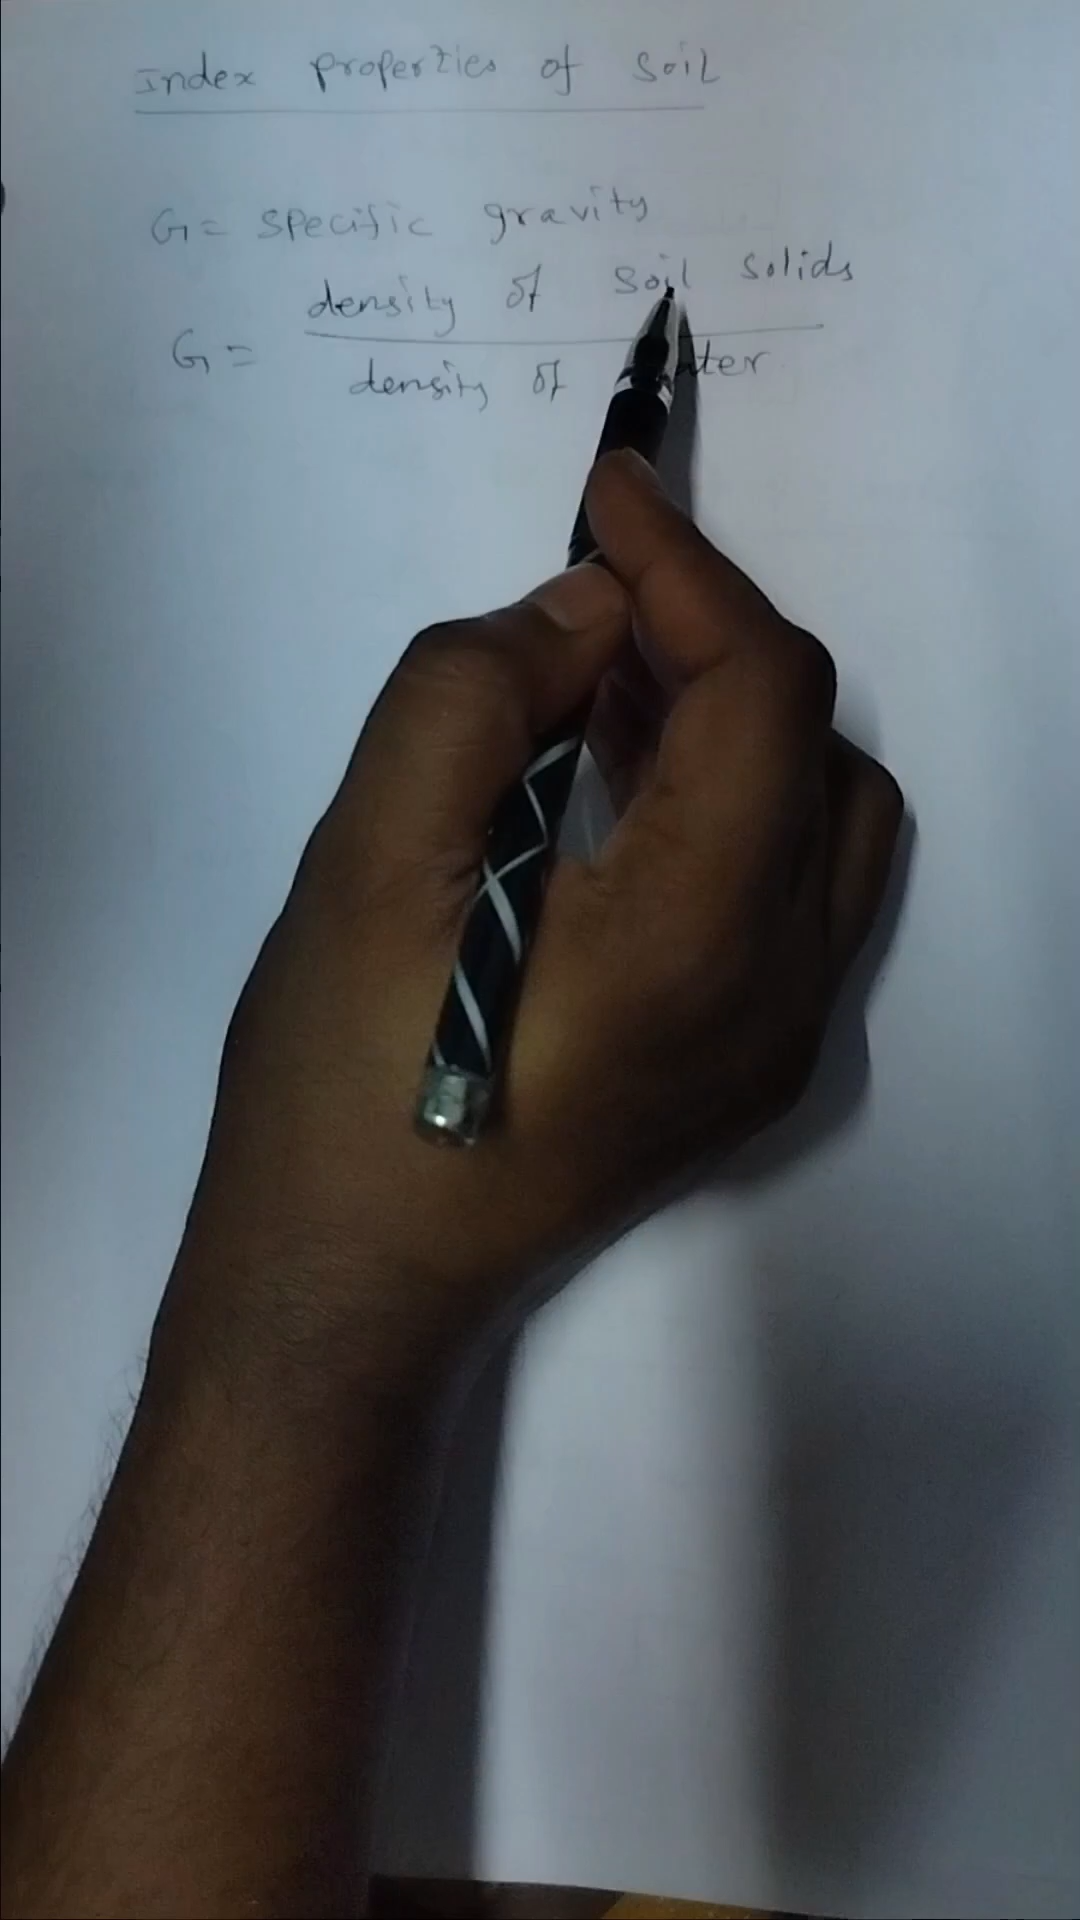 Index properties of soil
G = specific gravity
density of soil solids
G =
density of